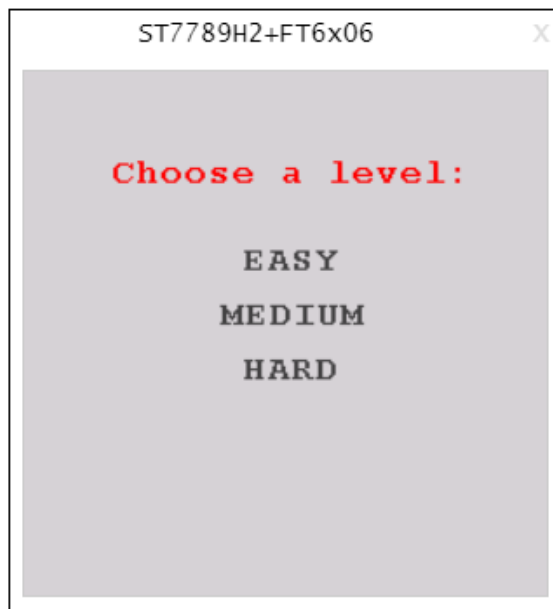 ST7789H2+FT6x06 X
Choose a level:
EASY
MEDIUM
HARD